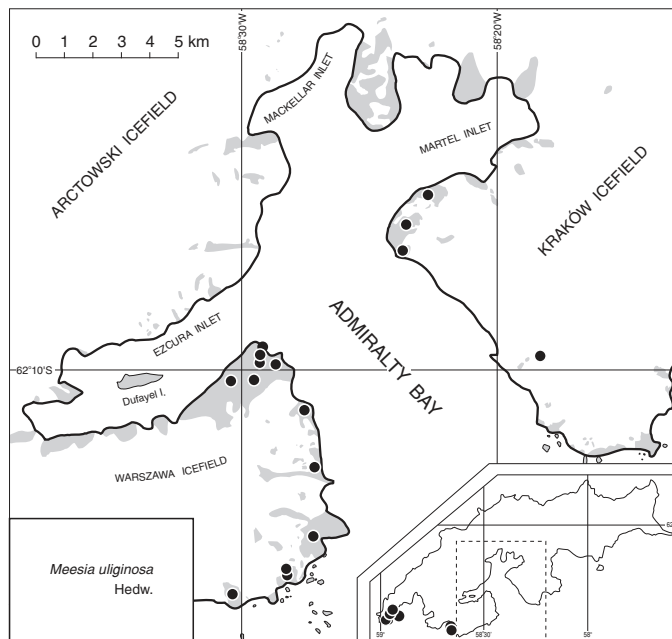 0 1 2 3 4 5 km
58°30'W
58°20'W
MACKELLAR INLET
ARCTOWSKI ICEFIELD
MARTEL INLET
KRAKÓW ICEFIELD
ADMIRALTY BAY
EZCURA INLET
62°10'S
Dufayel I.
WARSZAWA ICEFIELD
Meesia uliginosa
Hedw.
62
59°
58°30'
58°